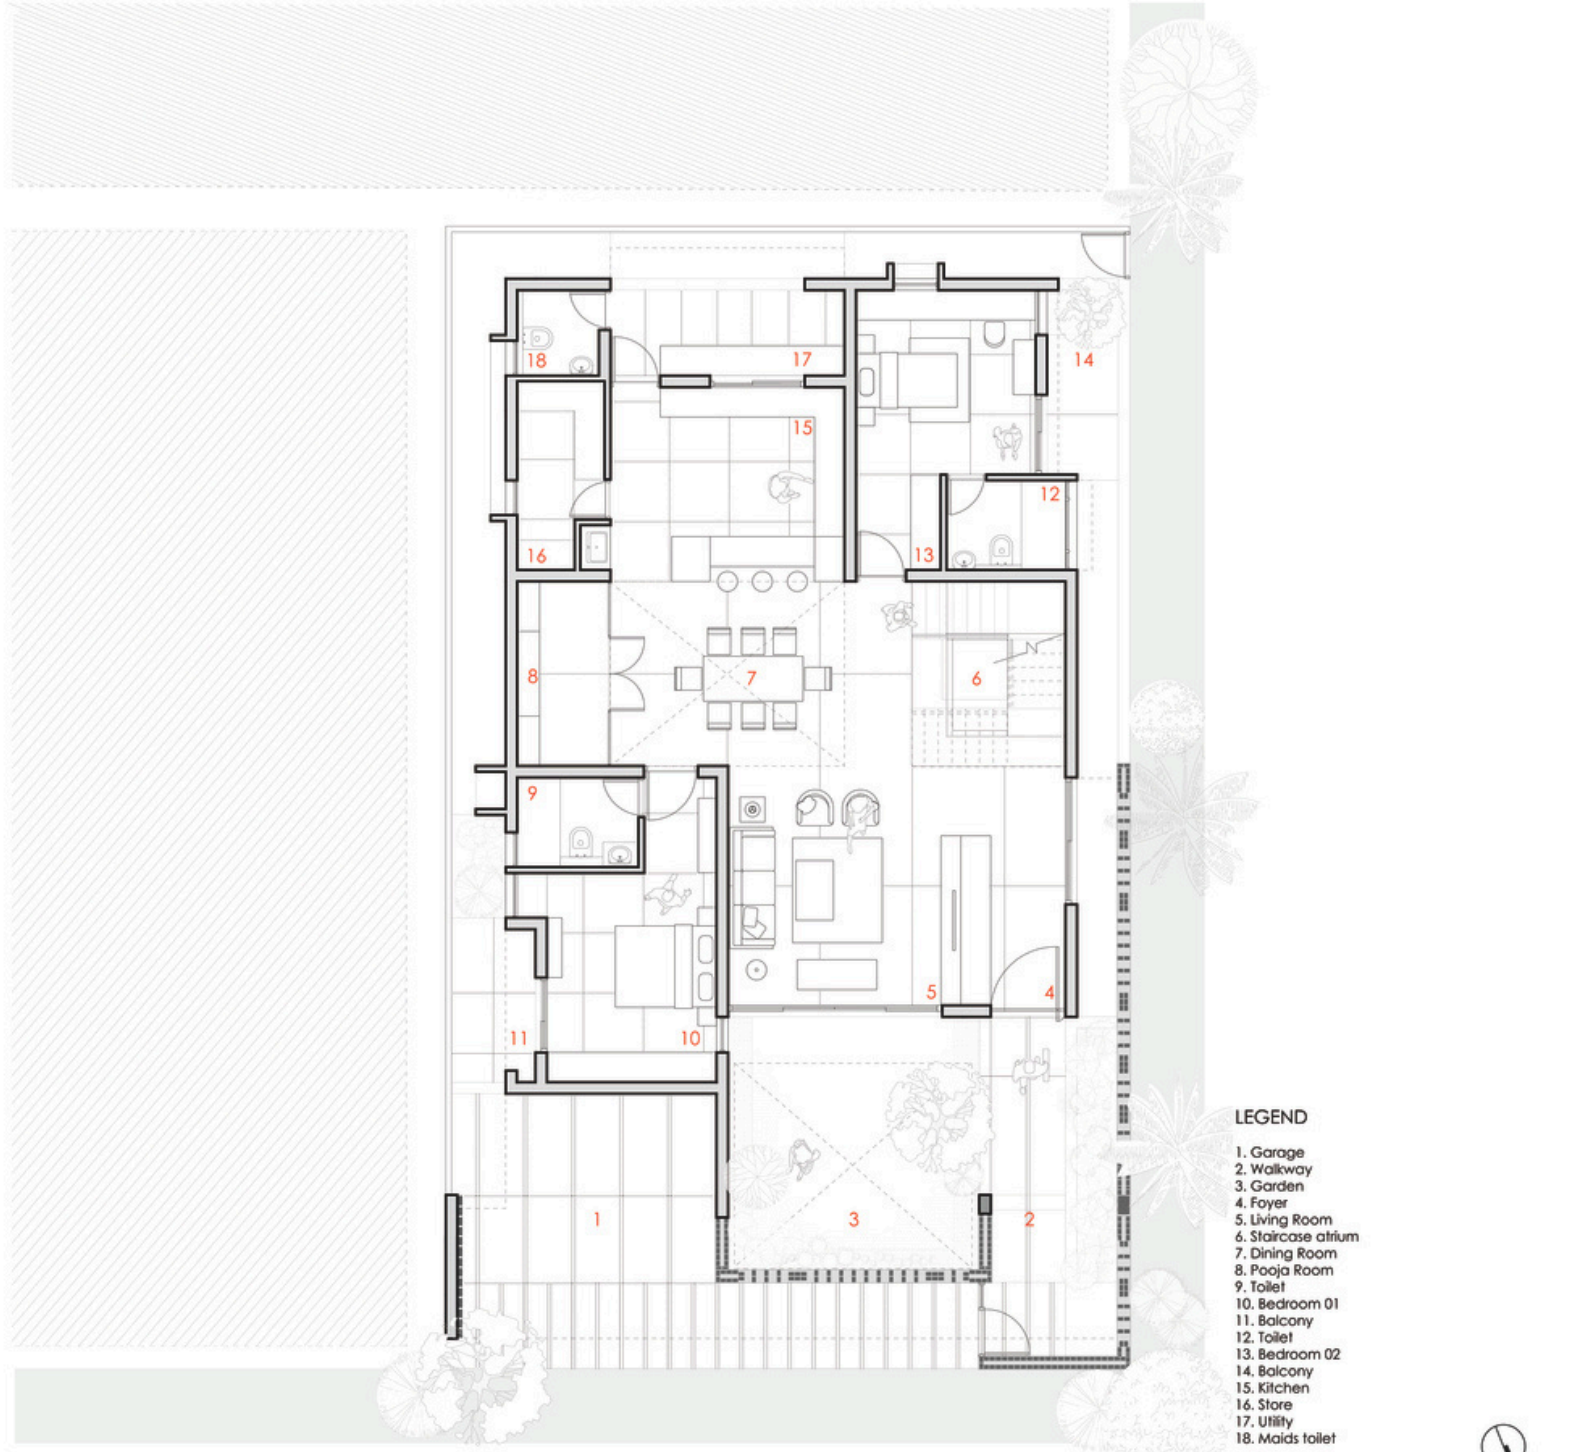 18
17
14
15
12
16
13
8
7
6
9
5
4
11
10
1
3
2
LEGEND
1. Garage
2. Walkway
3. Garden
4. Foyer
5. Living Room
6. Staircase atrium
7. Dining Room
8. Pooja Room
9. Toilet
10. Bedroom 01
11. Balcony
12. Toilet
13. Bedroom 02
14. Balcony
15. Kitchen
16. Store
17. Utility
18. Maids toilet